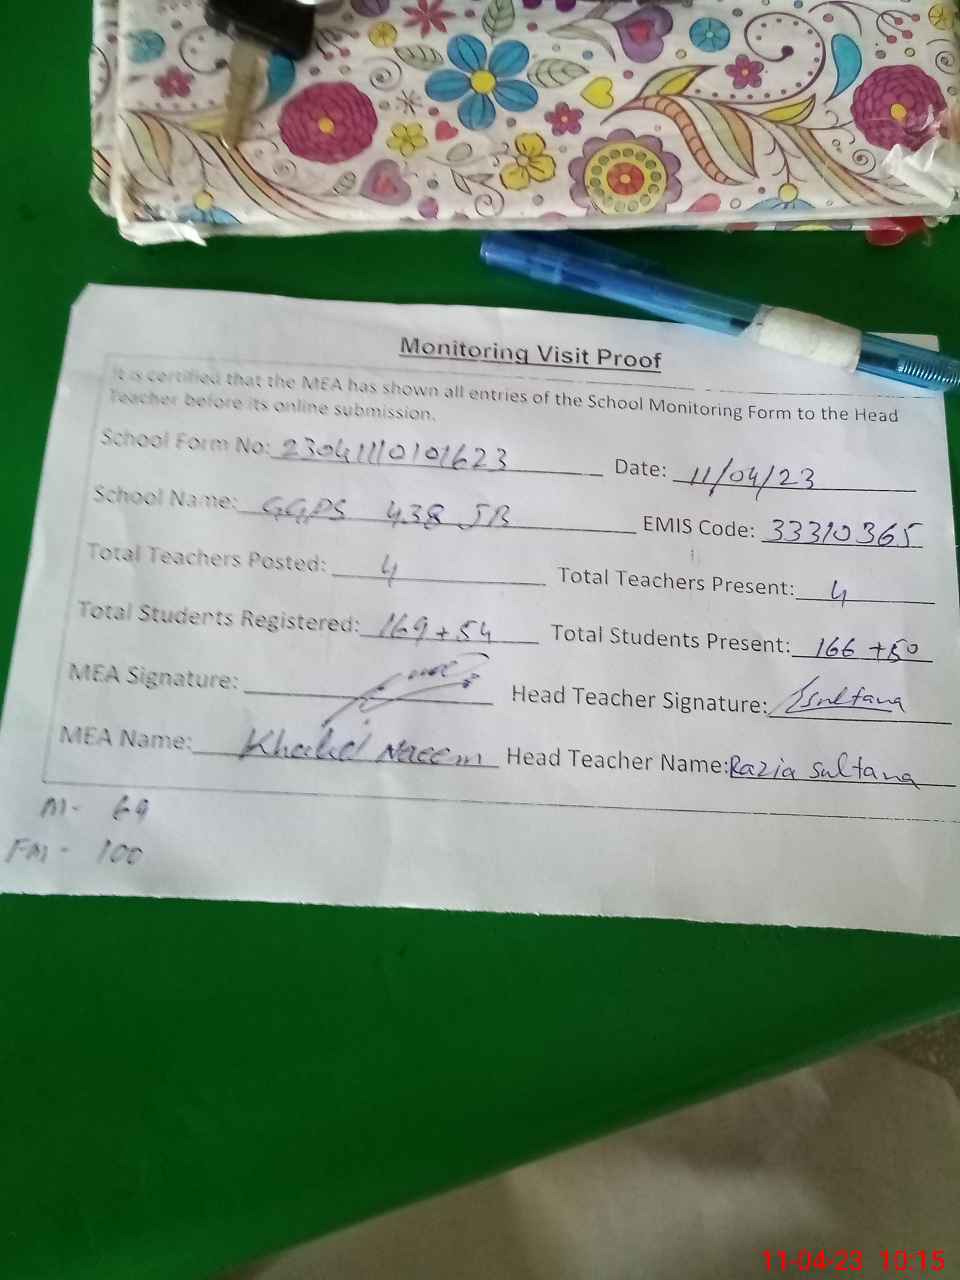 Monitoring Visit Proof
It is certified that the MEA has shown all entries of the School Monitoring Form to the Head
Teacher before its online submission.
School Form No: 23041110101623 Date: 11/04/23
School Name: GGPS 438 JB EMIS Code: 33310365
Total Teachers Posted: 4 Total Teachers Present: 4
Total Students Registered: 169+54 Total Students Present: 166+50
MEA Signature: Head Teacher Signature: Rsultana
MEA Name: Khalid Naeem Head Teacher Name: Razia Sultana
M- 69
FM- 100
11-04-23 10:15